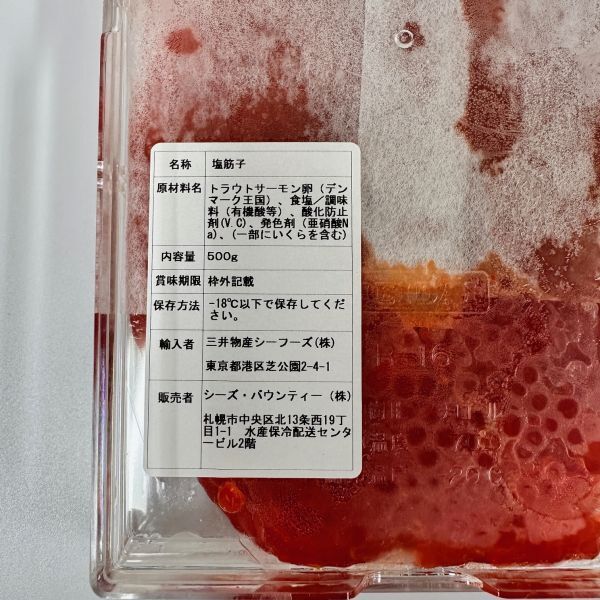 名称 塩筋子
原材料名 トラウトサーモン卵（デン
マーク王国）、食塩／調味
料（有機酸等）、酸化防止
剤(V.C)、発色剤（亜硝酸N
a)、(一部にいくらを含む)
内容量 500g
賞味期限 枠外記載
保存方法 -18℃以下で保存してくだ
さい。
輸入者 三井物産シーフーズ(株)
東京都港区芝公園2-4-1
販売者 シーズ・バウンティー（株）
札幌市中央区北13条西19丁
目1-1 水産保冷配送センタ
ービル2階